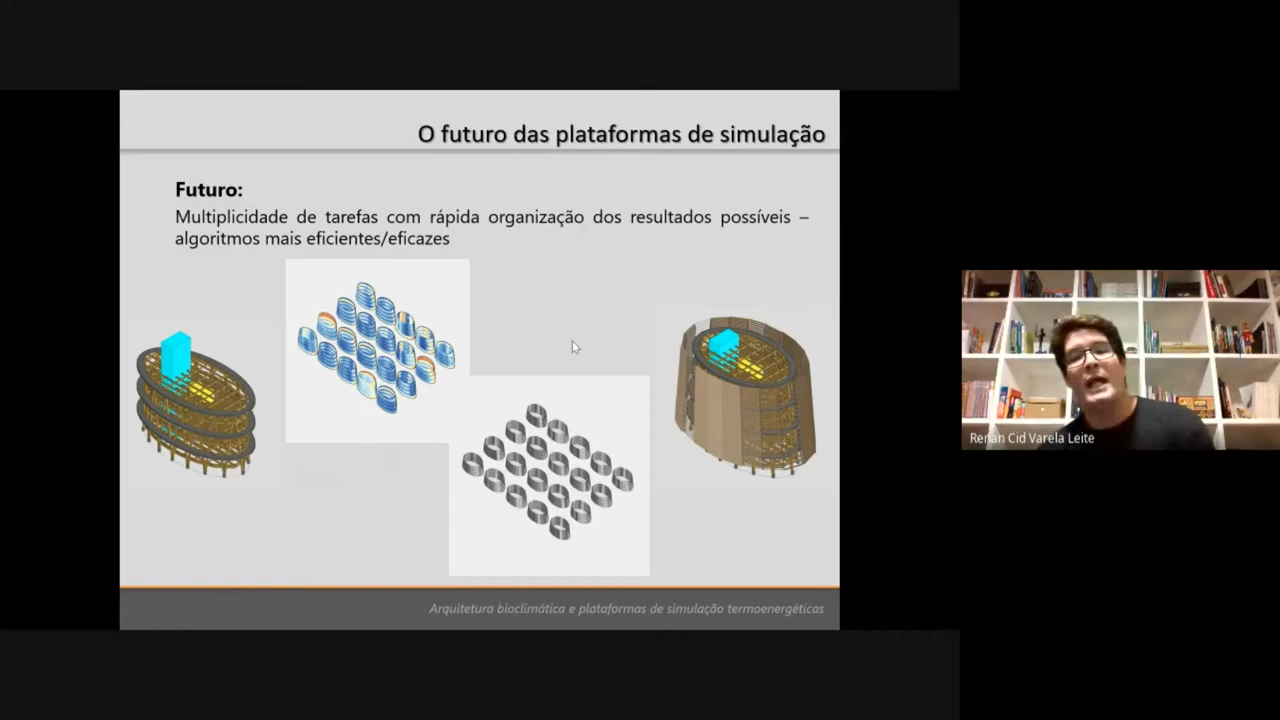 O futuro das plataformas de simulação
Futuro:
Multiplicidade de tarefas com rápida organização dos resultados possíveis –
algoritmos mais eficientes/eficazes
Renan Cid Varela Leite
Arquitetura bioclimática e plataformas de simulação termoenergéticas